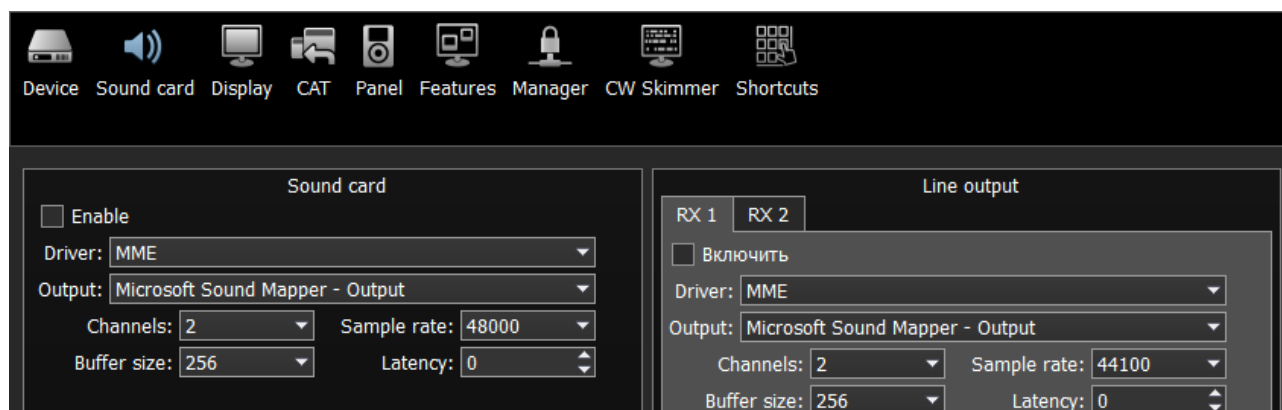 Device Sound card Display CAT Panel Features Manager CW Skimmer Shortcuts
Sound card
Enable
Driver: MME
Output: Microsoft Sound Mapper - Output
Channels: 2 Sample rate: 48000
Buffer size: 256 Latency: 0
Line output
RX 1 RX 2
Включить
Driver: MME
Output: Microsoft Sound Mapper - Output
Channels: 2 Sample rate: 44100
Buffer size: 256 Latency: 0